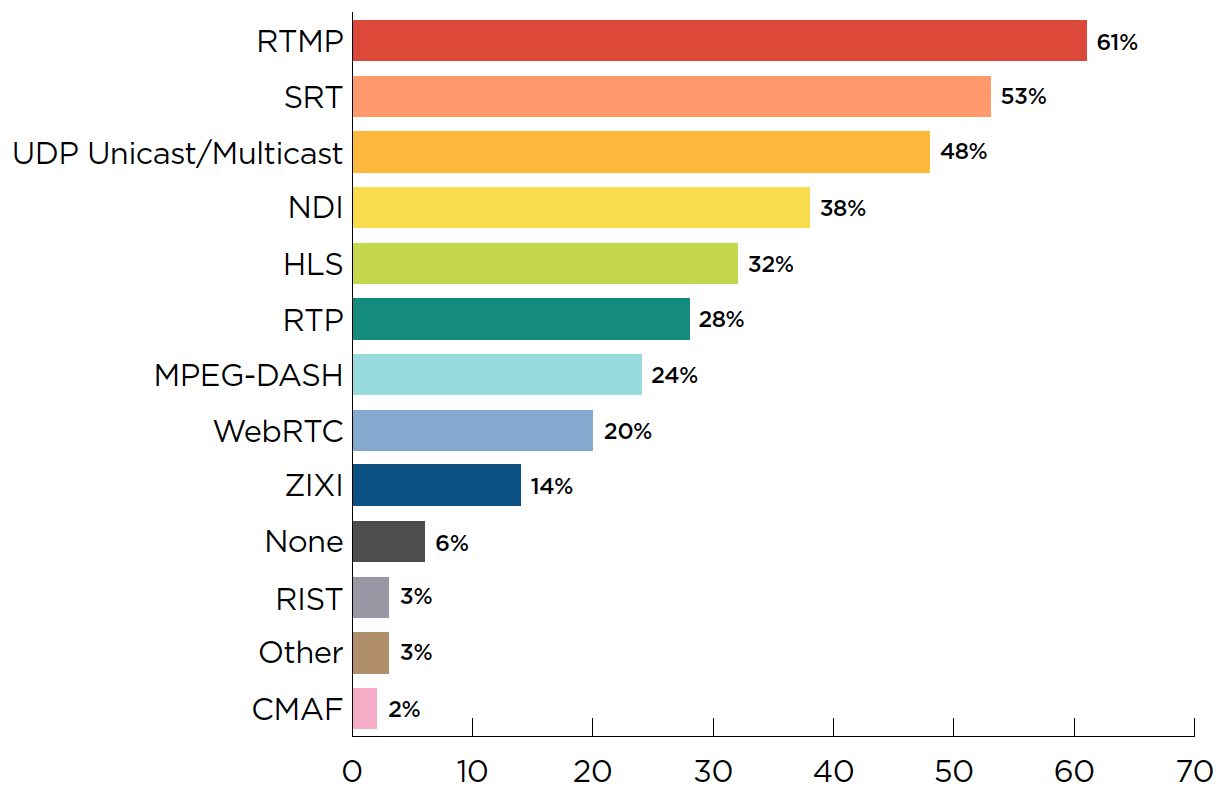 RTMP 61%
SRT 53%
UDP Unicast/Multicast 48%
NDI 38%
HLS 32%
RTP 28%
MPEG-DASH 24%
WebRTC 20%
ZIXI 14%
None 6%
RIST 3%
Other 3%
CMAF 2%
0 10 20 30 40 50 60 70